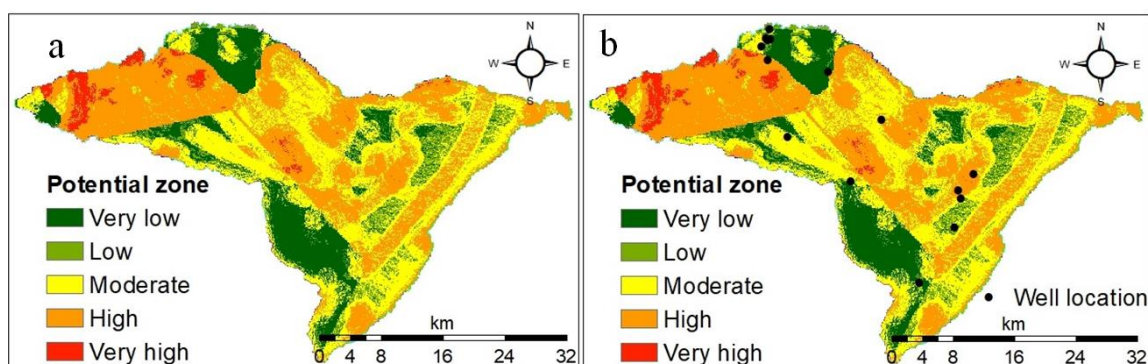 a
N
W E
S
Potential zone
Very low
Low
Moderate
High
Very high
km
0 4 8 16 24 32
b
N
W E
S
Potential zone
Very low
Low
Moderate
High
Very high
Well location
km
0 4 8 16 24 32